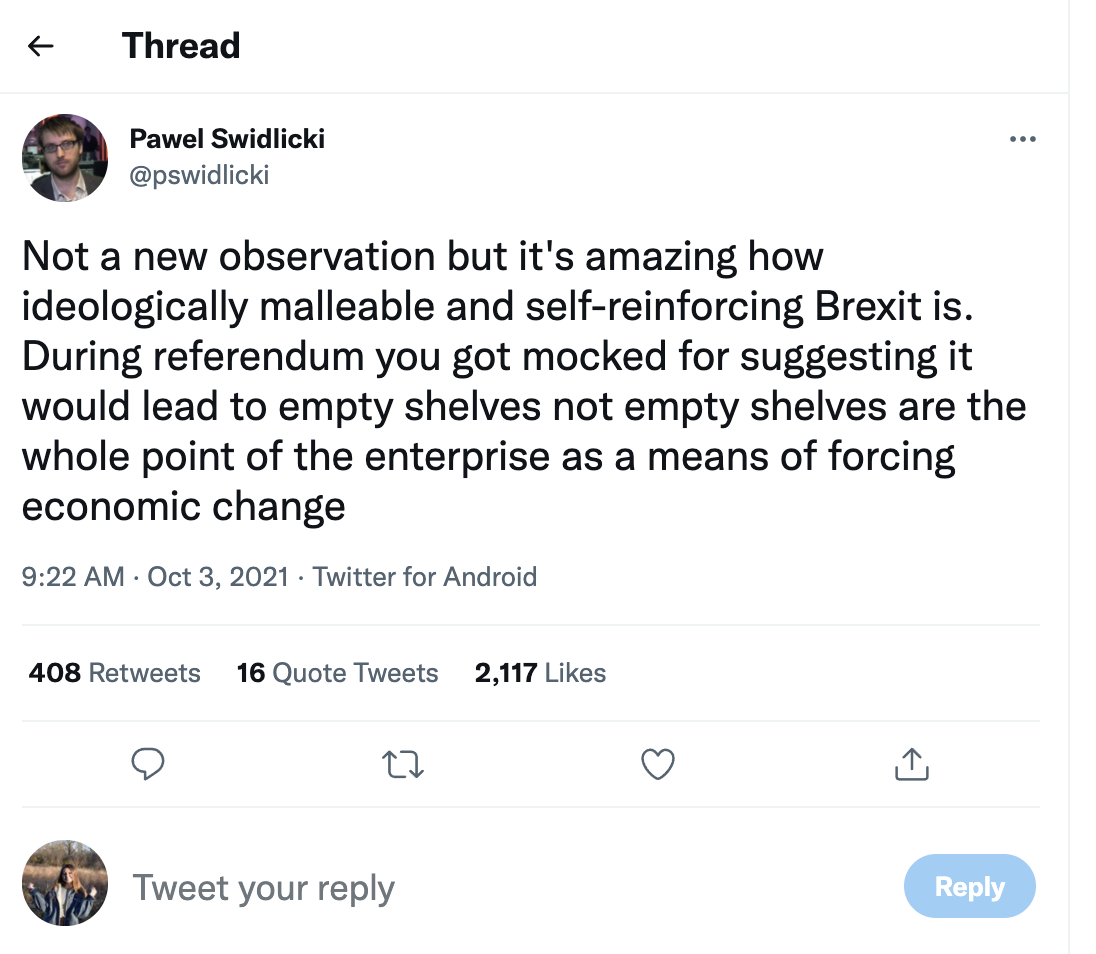 Thread
Pawel Swidlicki
@pswidlicki
Not a new observation but it's amazing how
ideologically malleable and self-reinforcing Brexit is.
During referendum you got mocked for suggesting it
would lead to empty shelves not empty shelves are the
whole point of the enterprise as a means of forcing
economic change
9:22 AM · Oct 3, 2021 · Twitter for Android
408 Retweets 16 Quote Tweets 2,117 Likes
Tweet your reply
Reply